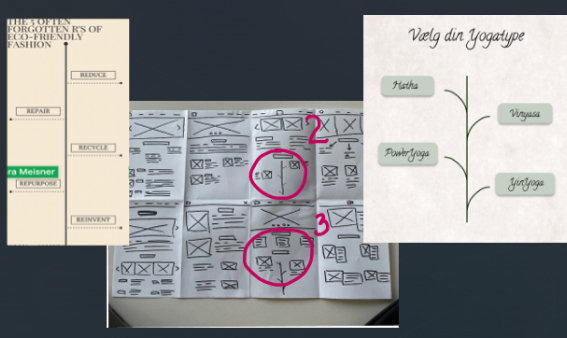 THE 5 OFTEN
FORGOTTEN R'S OF
ECO-FRIENDLY
FASHION
REDUCE
REPAIR
RECYCLE
ra Meisner
REPURPOSE
REINVENT
2
3
Vælg din Yogatype
Hatha
Vinyasa
PowerYoga
YinYoga